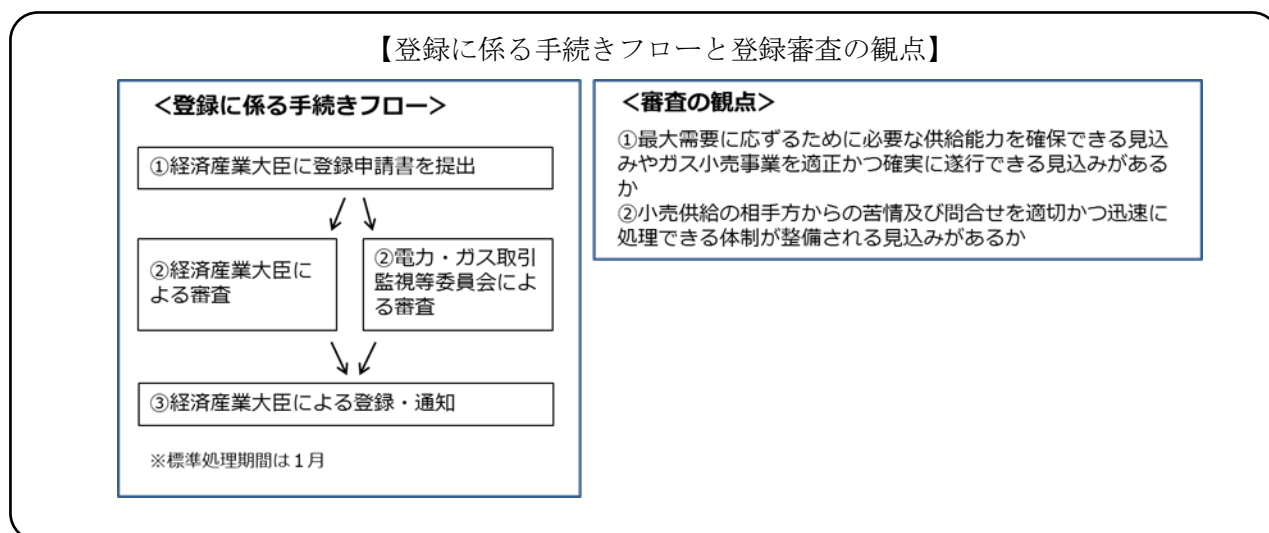 【登録に係る手続きフローと登録審査の観点】
<登録に係る手続きフロー>
①経済産業大臣に登録申請書を提出
②経済産業大臣に
よる審査
②電力・ガス取引
監視等委員会によ
る審査
③経済産業大臣による登録・通知
※標準処理期間は１月
<審査の観点>
①最大需要に応ずるために必要な供給能力を確保できる見込
みやガス小売事業を適正かつ確実に遂行できる見込みがある
か
②小売供給の相手方からの苦情及び問合せを適切かつ迅速に
処理できる体制が整備される見込みがあるか